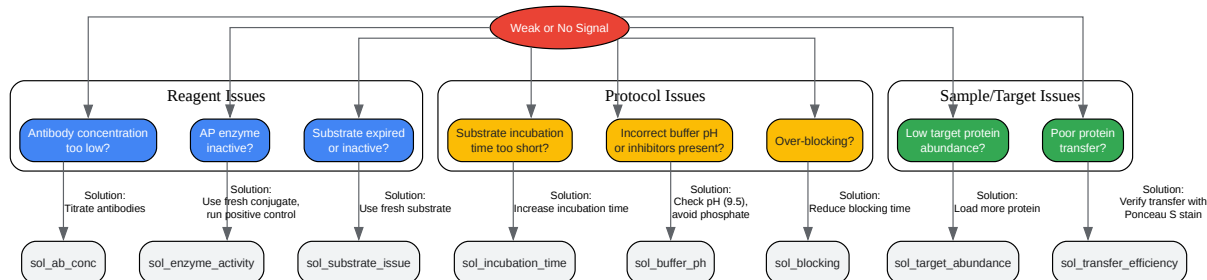 Weak or No Signal
Reagent Issues
Protocol Issues
Sample/Target Issues
Antibody concentration
too low?
AP enzyme
inactive?
Substrate expired
or inactive?
Substrate incubation
time too short?
Incorrect buffer pH
or inhibitors present?
Over-blocking?
Low target protein
abundance?
Poor protein
transfer?
Solution:
Titrate antibodies
Solution:
Use fresh conjugate,
run positive control
Solution:
Use fresh substrate
Solution:
Increase incubation time
Solution:
Check pH (9.5),
avoid phosphate
Solution:
Reduce blocking time
Solution:
Load more protein
Solution:
Verify transfer with
Ponceau S stain
sol_ab_conc
sol_enzyme_activity
sol_substrate_issue
sol_incubation_time
sol_buffer_ph
sol_blocking
sol_target_abundance
sol_transfer_efficiency